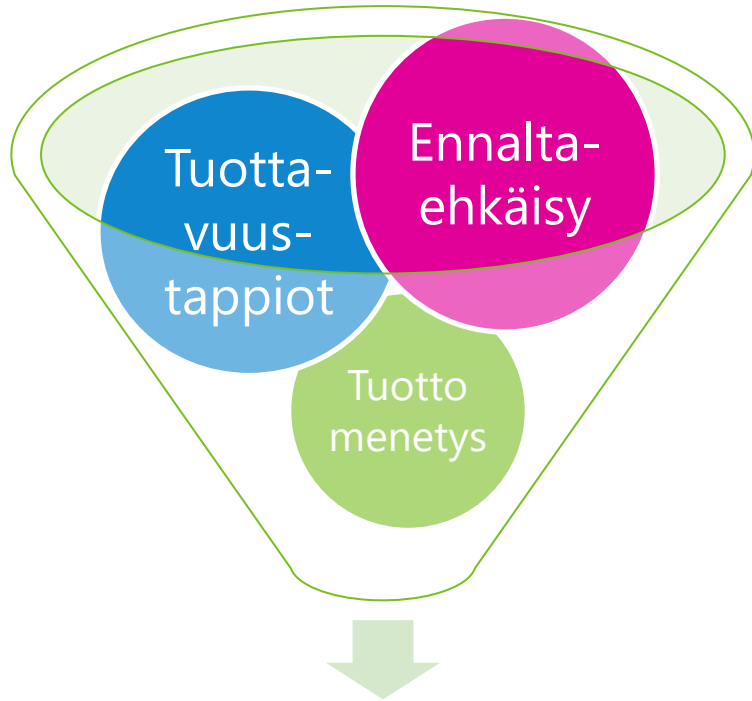 Tuotta-
vuus-
tappiot
Ennalta-
ehkäisy
Tuotto
menetys